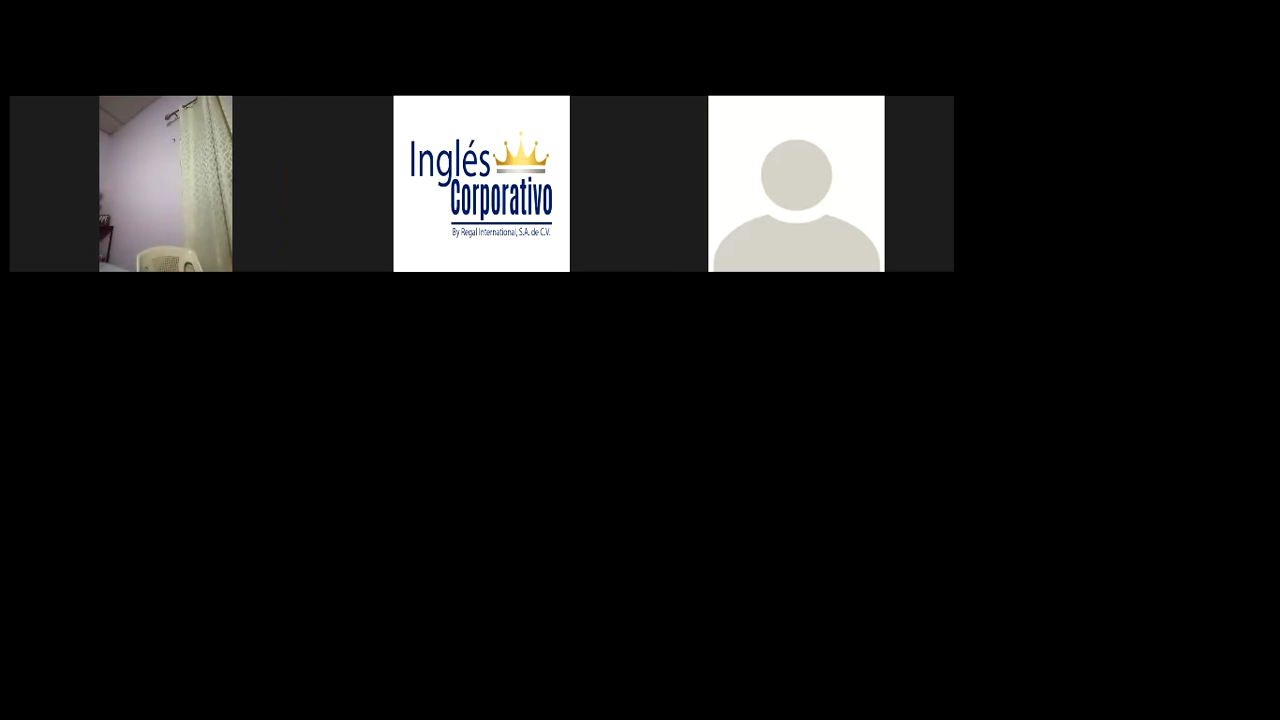 Inglés
Corporativo
By Regal International, S.A. de C.V.